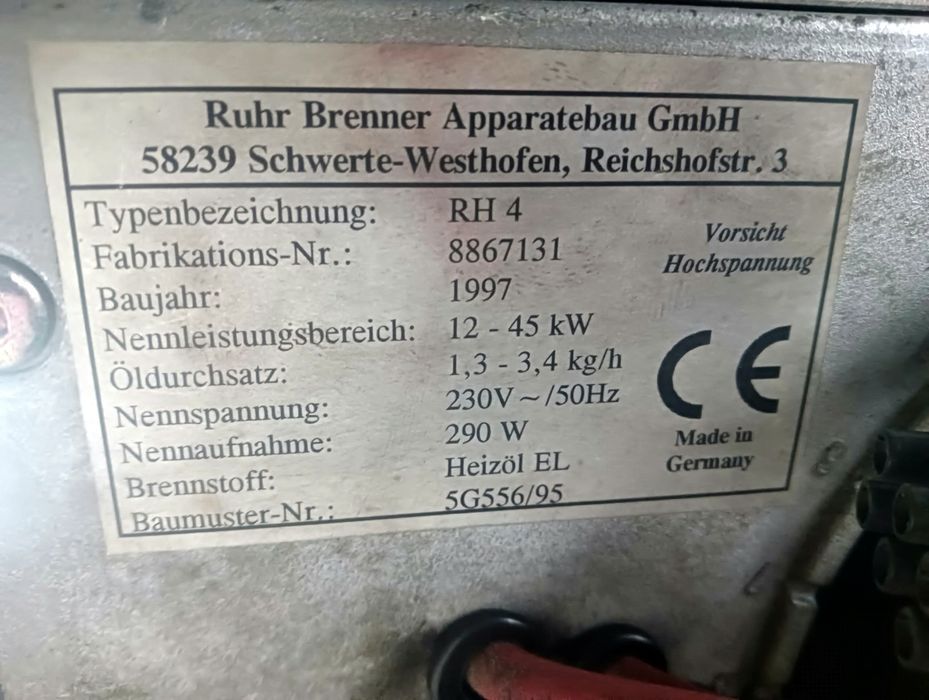 Ruhr Brenner Apparatebau GmbH
58239 Schwerte-Westhofen, Reichshofstr. 3
Typenbezeichnung: RH 4
Fabrikations-Nr.: 8867131
Baujahr: 1997
Nennleistungsbereich: 12 - 45 kW
Öldurchsatz: 1,3 - 3,4 kg/h
Nennspannung: 230V ~ /50Hz
Nennaufnahme: 290 W
Brennstoff: Heizöl EL
Baumuster-Nr.: 5G556/95
Vorsicht
Hochspannung
CE
Made in
Germany